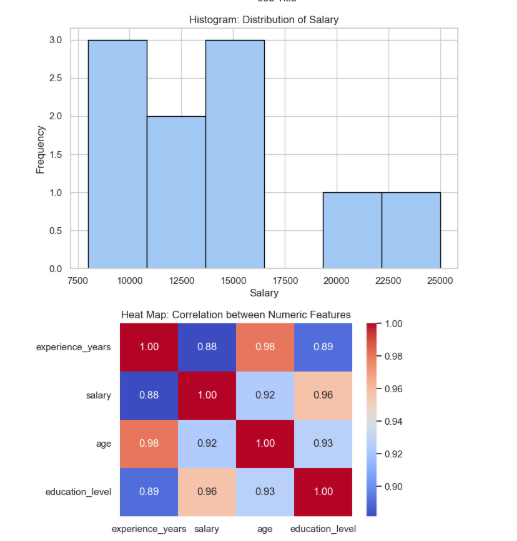 Job Title
Histogram: Distribution of Salary
3.0
2.5
2.0
1.5
1.0
0.5
0.0
Frequency
7500 10000 12500 15000 17500 20000 22500 25000
Salary
Heat Map: Correlation between Numeric Features
experience_years 1.00 0.88 0.98 0.89
salary 0.88 1.00 0.92 0.96
age 0.98 0.92 1.00 0.93
education_level 0.89 0.96 0.93 1.00
experience_years salary age education_level
1.00
0.98
0.96
0.94
0.92
0.90